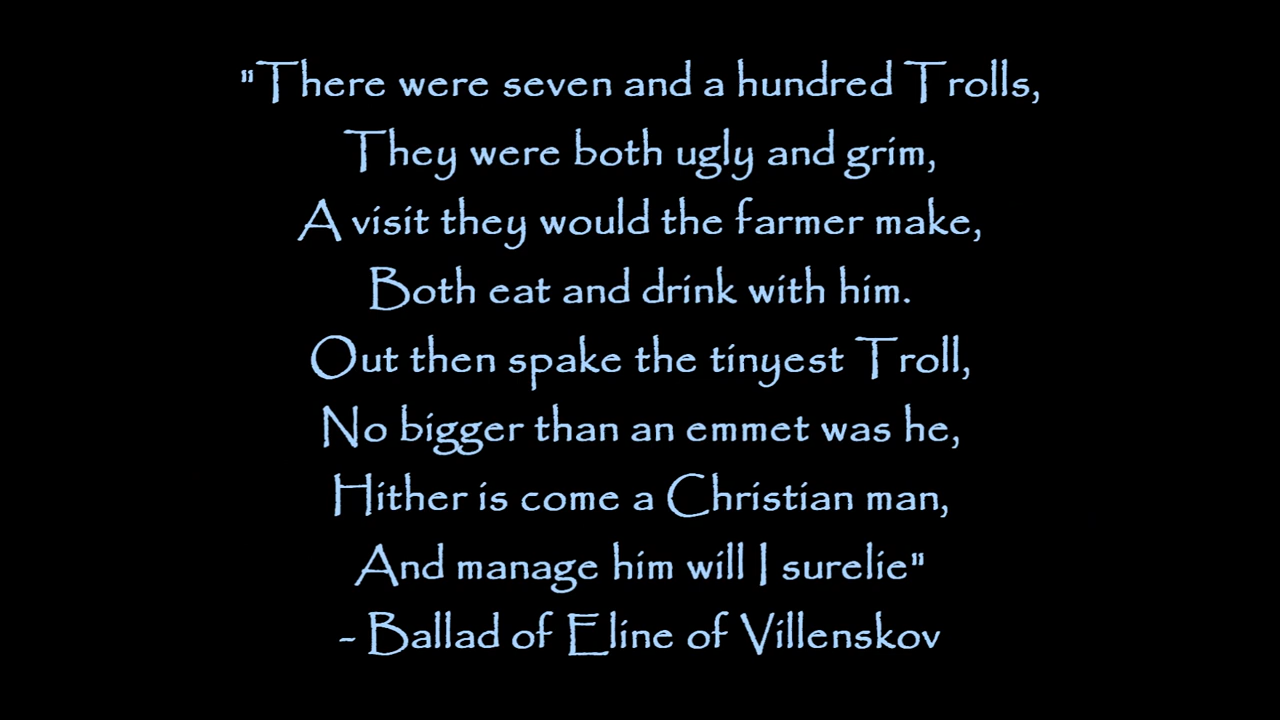 "There were seven and a hundred Trolls,
They were both ugly and grim,
A visit they would the farmer make,
Both eat and drink with him.
Out then spake the tinyest Troll,
No bigger than an emmet was he,
Hither is come a Christian man,
And manage him will I surelie"
- Ballad of Eline of Villenskov